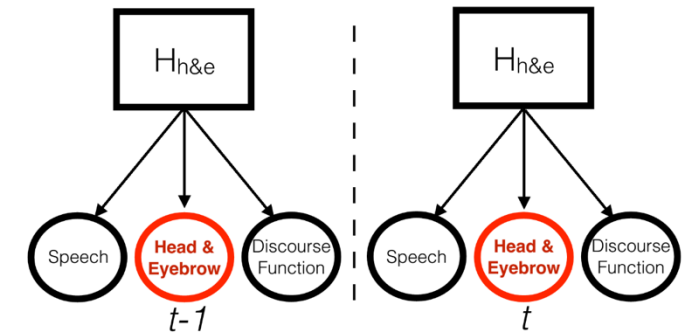 Hh&e
Hh&e
Speech
Head &
Eyebrow
Discourse
Function
Speech
Head &
Eyebrow
Discourse
Function
t-1
t